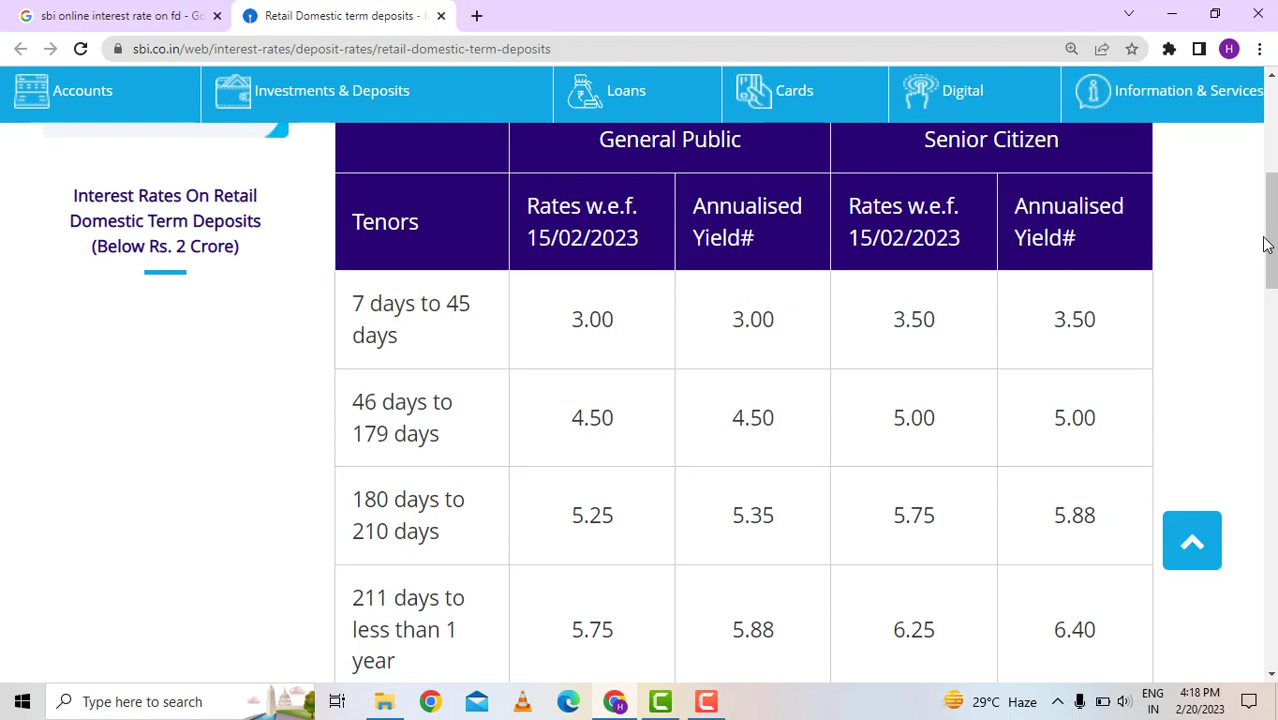 sbi online interest rate on fd - Go
Retail Domestic term deposits - I
sbi.co.in/web/interest-rates/deposit-rates/retail-domestic-term-deposits
H
Accounts
Investments & Deposits
Loans
Cards
Digital
Information & Services
Interest Rates On Retail
Domestic Term Deposits
(Below Rs. 2 Crore)
General Public
Senior Citizen
Tenors
Rates w.e.f.
15/02/2023
Annualised
Yield#
Rates w.e.f.
15/02/2023
Annualised
Yield#
7 days to 45
days
3.00
3.00
3.50
3.50
46 days to
179 days
4.50
4.50
5.00
5.00
180 days to
210 days
5.25
5.35
5.75
5.88
211 days to
less than 1
year
5.75
5.88
6.25
6.40
Type here to search
29°C Haze
ENG
IN
4:18 PM
2/20/2023